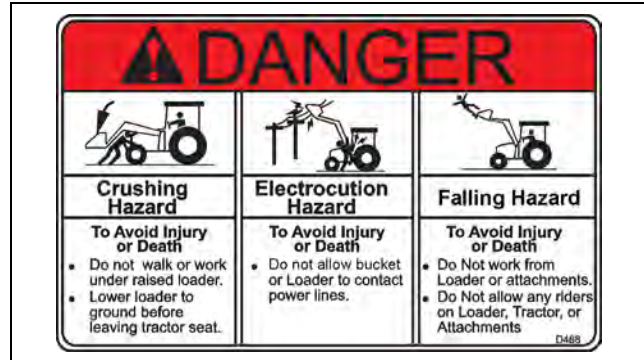 DANGER
Crushing
Hazard
To Avoid Injury
or Death
• Do not walk or work
under raised loader.
• Lower loader to
ground before
leaving tractor seat.
Electrocution
Hazard
To Avoid Injury
or Death
• Do not allow bucket
or Loader to contact
power lines.
Falling Hazard
To Avoid Injury
or Death
• Do Not work from
Loader or attachments.
• Do Not allow any riders
on Loader, Tractor, or
Attachments
D468